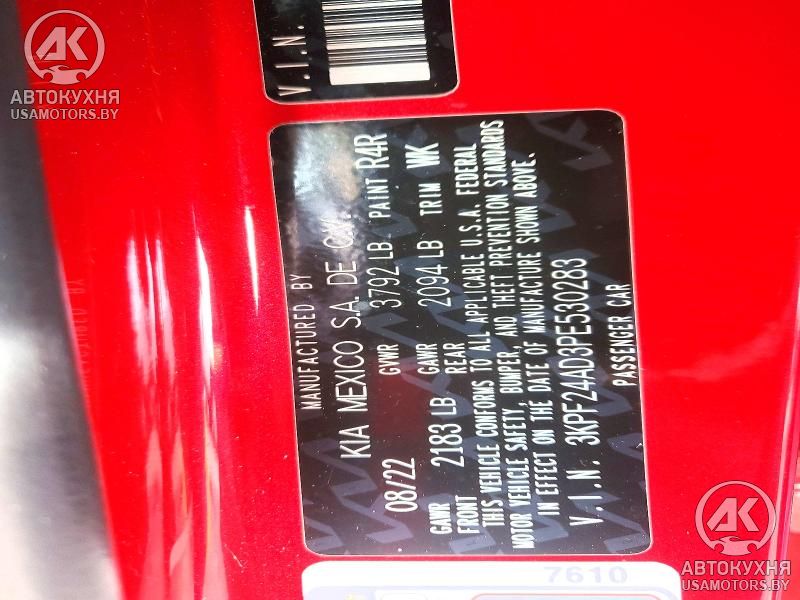 AK
АВТОКУХНЯ
USAMOTORS.BY
V.I.N.
MANUFACTURED BY
KIA MEXICO S.A. DE C.V.
08/22 GVWR 3792 LB PAINT R4R
GAWR FRONT 2183 LB GAWR REAR 2094 LB TRIM WK
THIS VEHICLE CONFORMS TO ALL APPLICABLE U.S.A. FEDERAL
MOTOR VEHICLE SAFETY, BUMPER, AND THEFT PREVENTION STANDARDS
IN EFFECT ON THE DATE OF MANUFACTURE SHOWN ABOVE.
V.I.N. 3KPF24AD3PE530283
PASSENGER CAR
7610
AK
АВТОКУХНЯ
USAMOTORS.BY